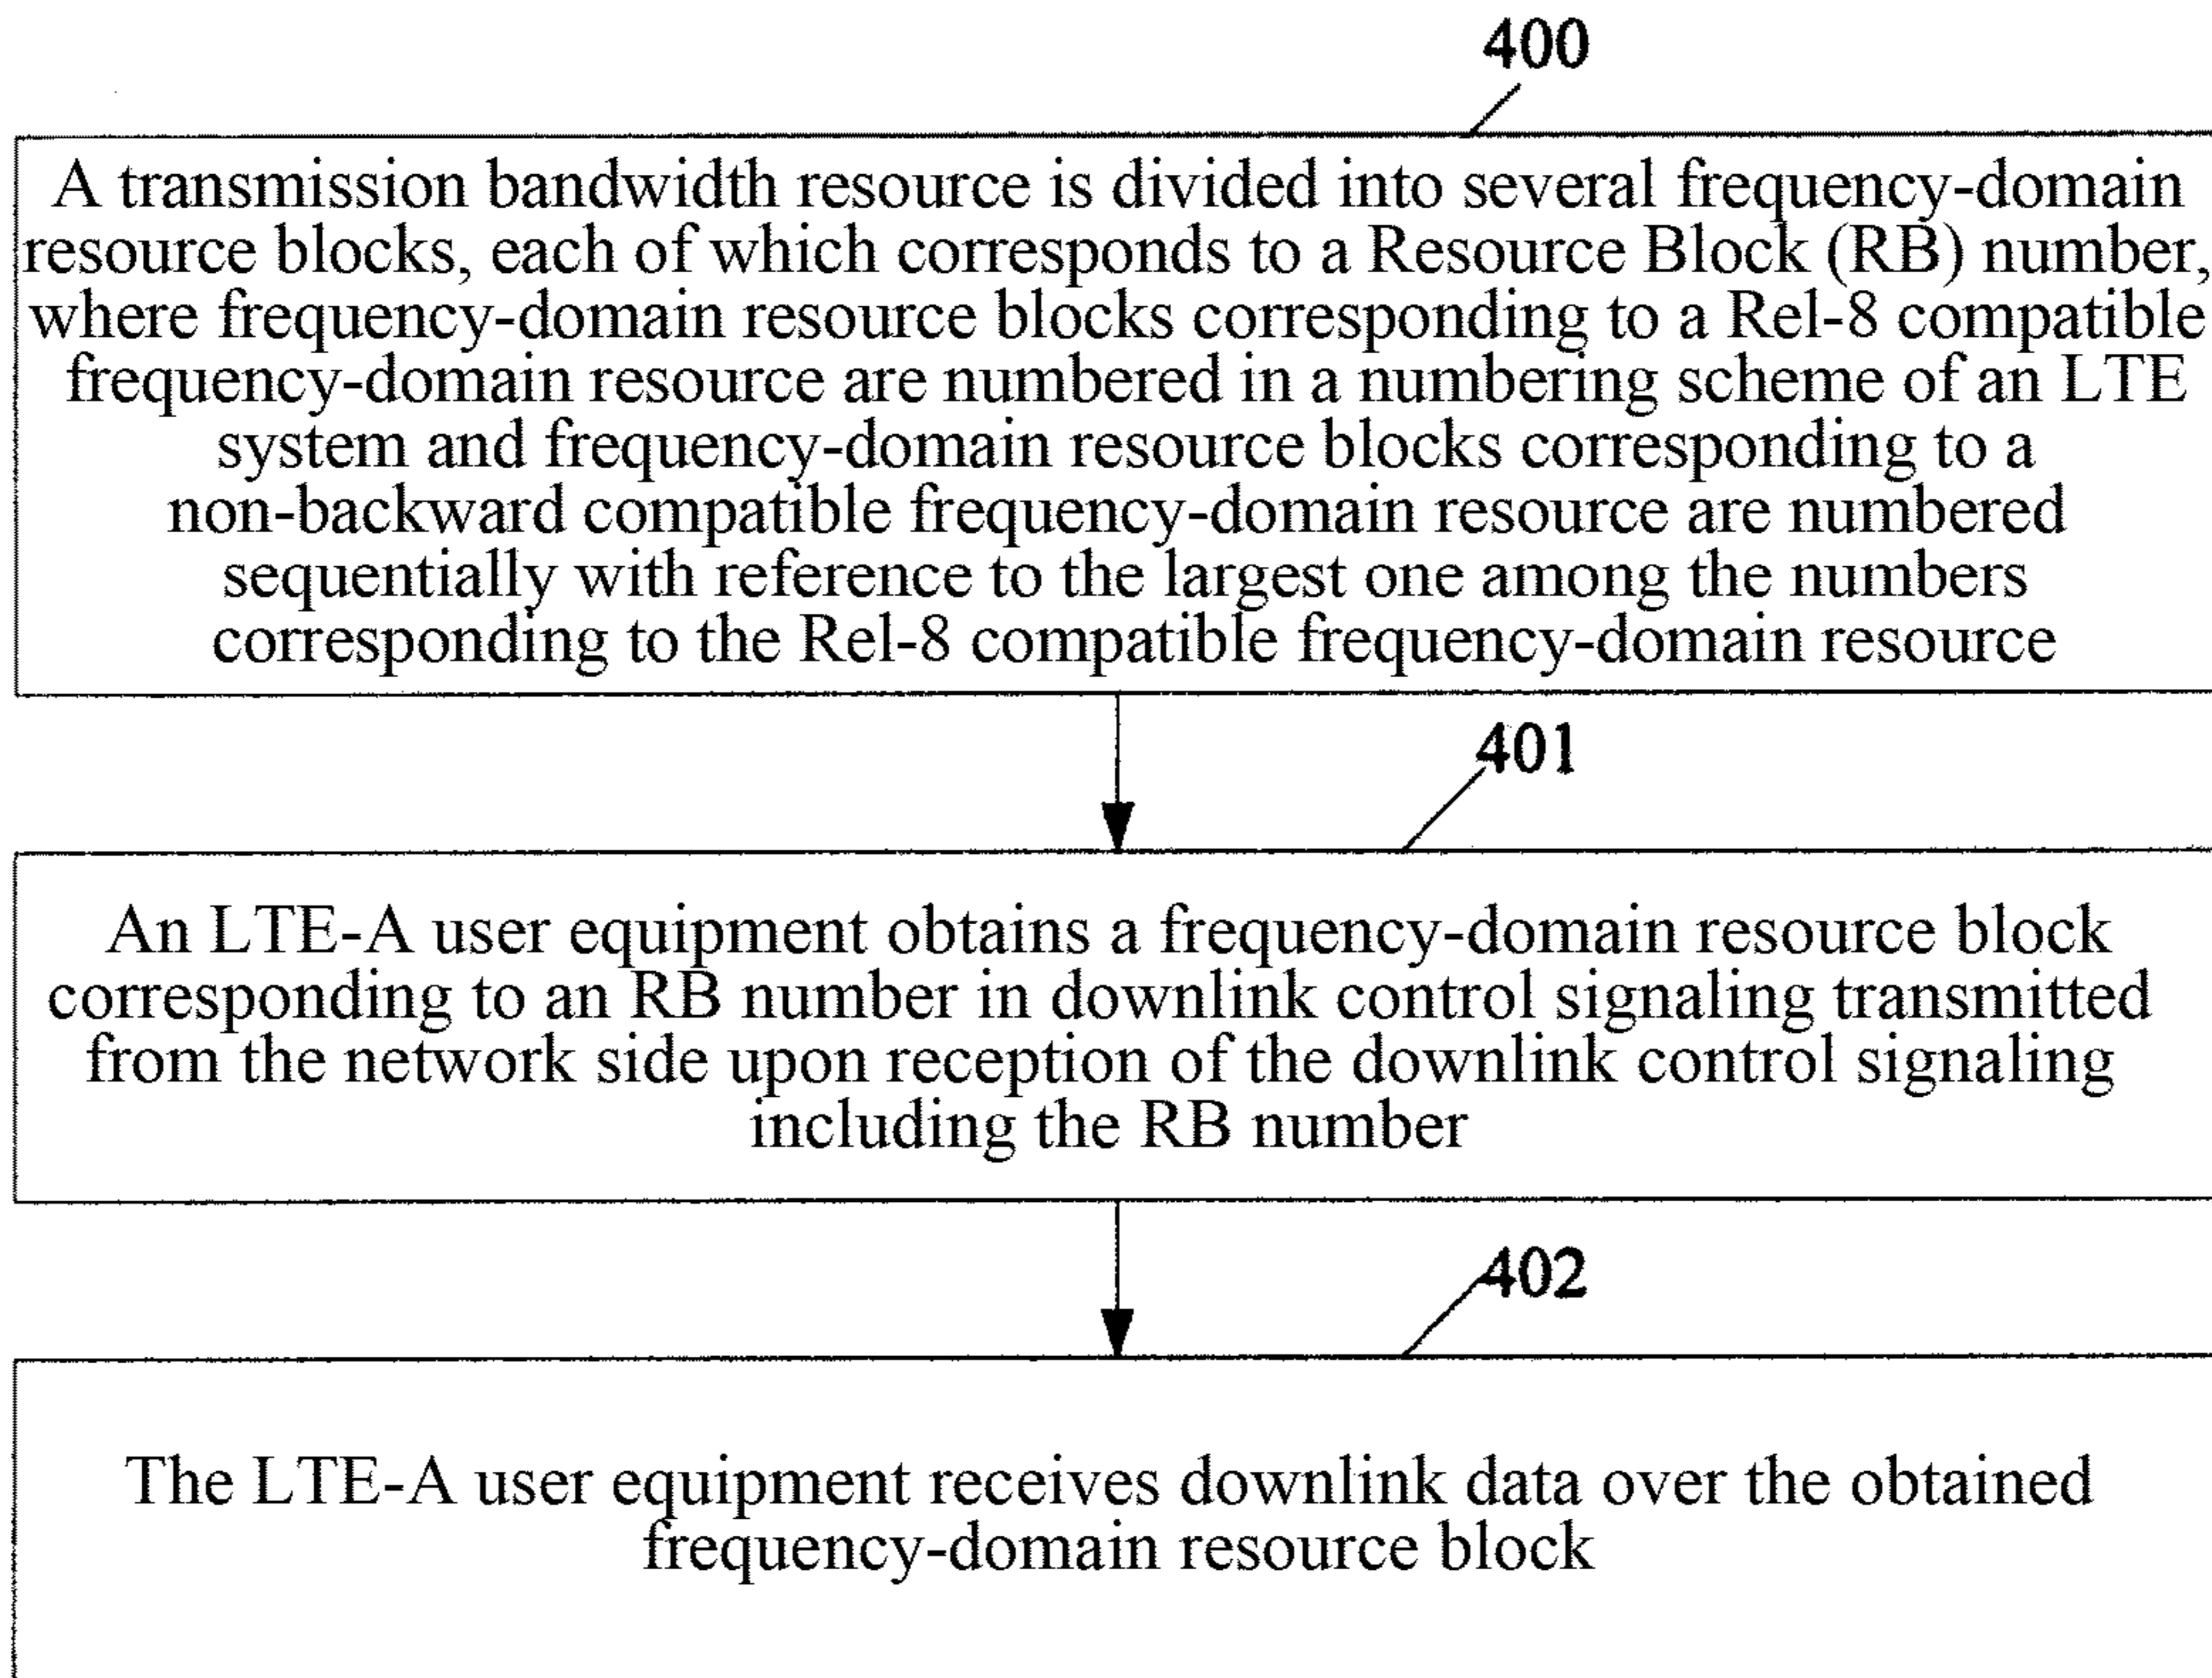 400
A transmission bandwidth resource is divided into several frequency-domain
resource blocks, each of which corresponds to a Resource Block (RB) number,
where frequency-domain resource blocks corresponding to a Rel-8 compatible
frequency-domain resource are numbered in a numbering scheme of an LTE
system and frequency-domain resource blocks corresponding to a
non-backward compatible frequency-domain resource are numbered
sequentially with reference to the largest one among the numbers
corresponding to the Rel-8 compatible frequency-domain resource
401
An LTE-A user equipment obtains a frequency-domain resource block
corresponding to an RB number in downlink control signaling transmitted
from the network side upon reception of the downlink control signaling
including the RB number
402
The LTE-A user equipment receives downlink data over the obtained
frequency-domain resource block